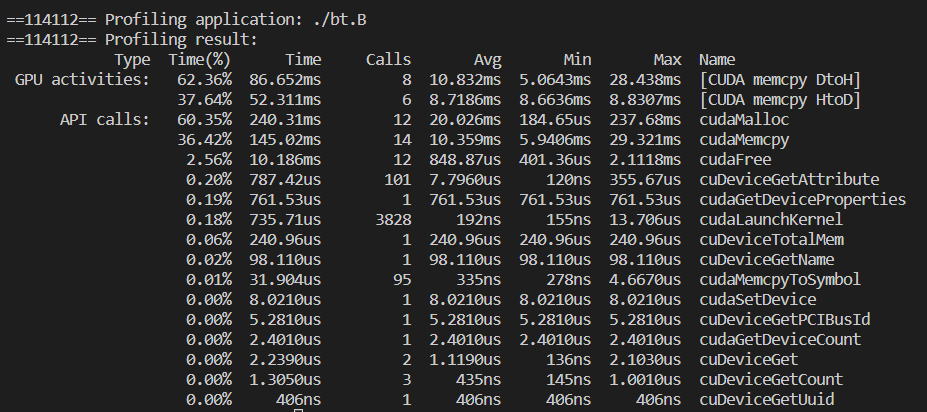 ==114112== Profiling application: ./bt.B
==114112== Profiling result:
Type Time(%) Time Calls Avg Min Max Name
GPU activities: 62.36% 86.652ms 8 10.832ms 5.0643ms 28.438ms [CUDA memcpy DtoH]
37.64% 52.311ms 6 8.7186ms 8.6636ms 8.8307ms [CUDA memcpy HtoD]
API calls: 60.35% 240.31ms 12 20.026ms 184.65us 237.68ms cudaMalloc
36.42% 145.02ms 14 10.359ms 5.9406ms 29.321ms cudaMemcpy
2.56% 10.186ms 12 848.87us 401.36us 2.1118ms cudaFree
0.20% 787.42us 101 7.7960us 120ns 355.67us cuDeviceGetAttribute
0.19% 761.53us 1 761.53us 761.53us 761.53us cudaGetDeviceProperties
0.18% 735.71us 3828 192ns 155ns 13.706us cudaLaunchKernel
0.06% 240.96us 1 240.96us 240.96us 240.96us cuDeviceTotalMem
0.02% 98.110us 1 98.110us 98.110us 98.110us cuDeviceGetName
0.01% 31.904us 95 335ns 278ns 4.6670us cudaMemcpyToSymbol
0.00% 8.0210us 1 8.0210us 8.0210us 8.0210us cudaSetDevice
0.00% 5.2810us 1 5.2810us 5.2810us 5.2810us cuDeviceGetPCIBusId
0.00% 2.4010us 1 2.4010us 2.4010us 2.4010us cudaGetDeviceCount
0.00% 2.2390us 2 1.1190us 136ns 2.1030us cuDeviceGet
0.00% 1.3050us 3 435ns 145ns 1.0010us cuDeviceGetCount
0.00% 406ns 1 406ns 406ns 406ns cuDeviceGetUuid